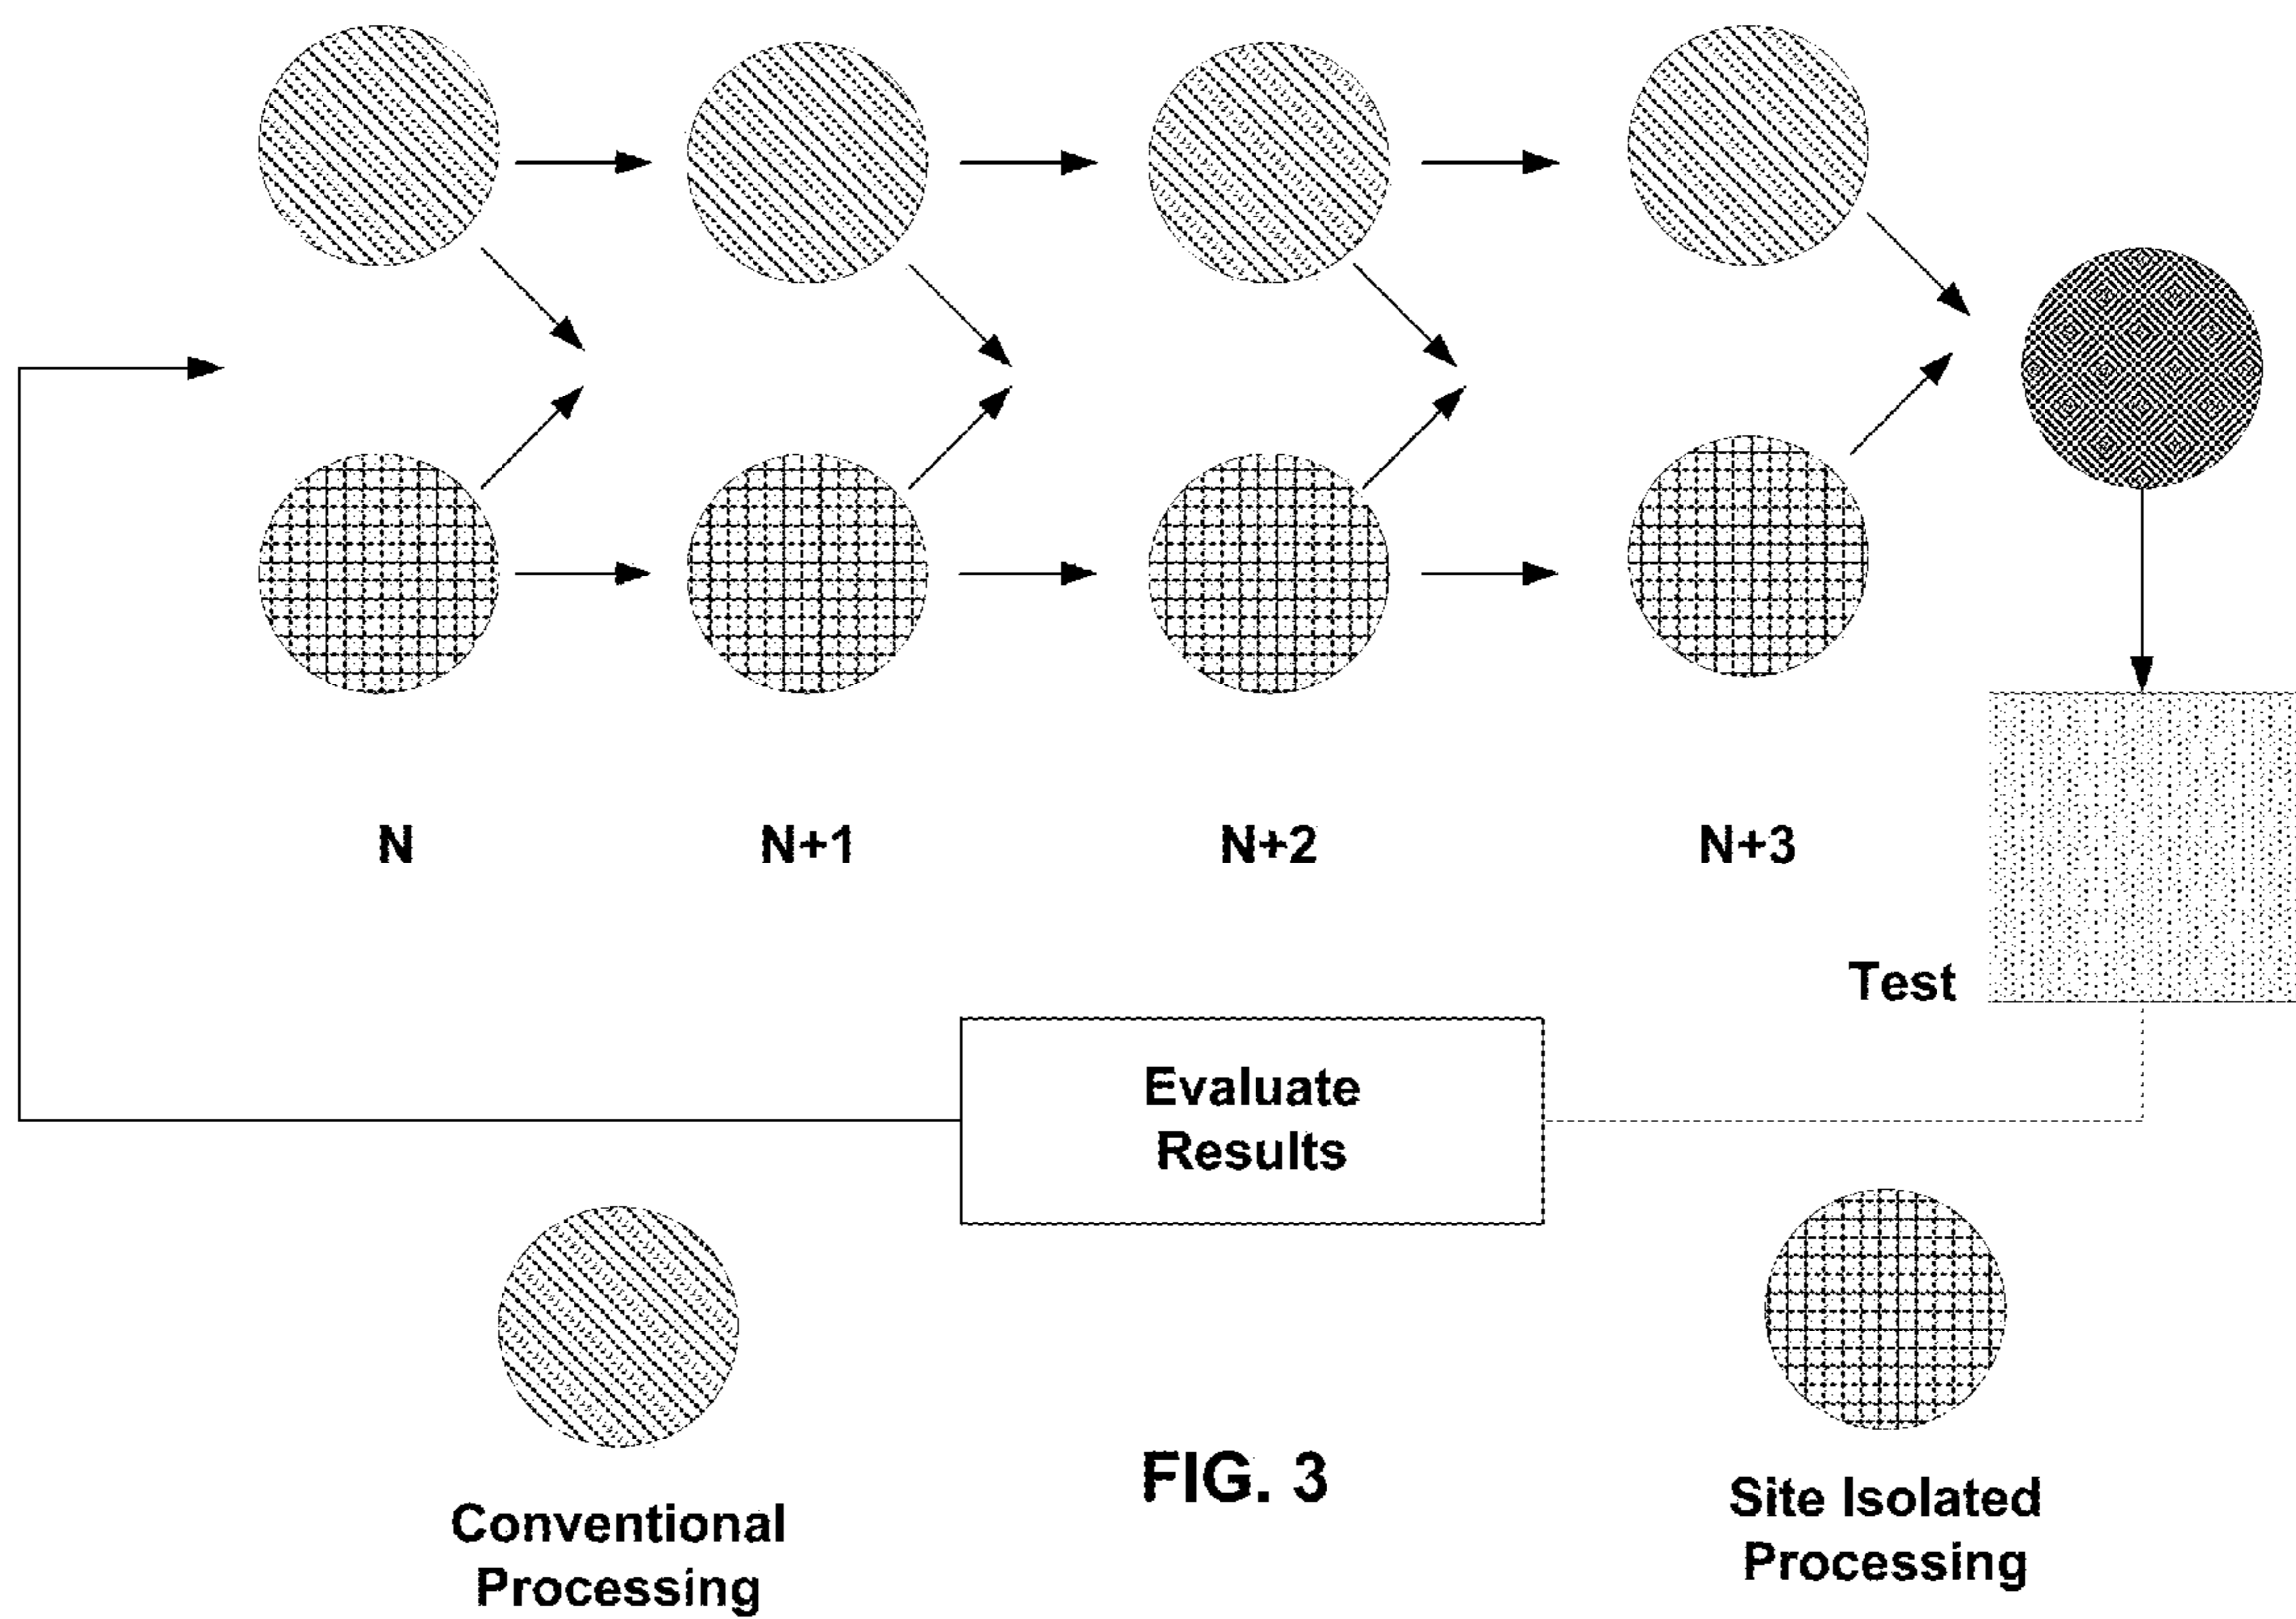 N
N+1
N+2
N+3
Test
Evaluate
Results
FIG. 3
Conventional
Processing
Site Isolated
Processing